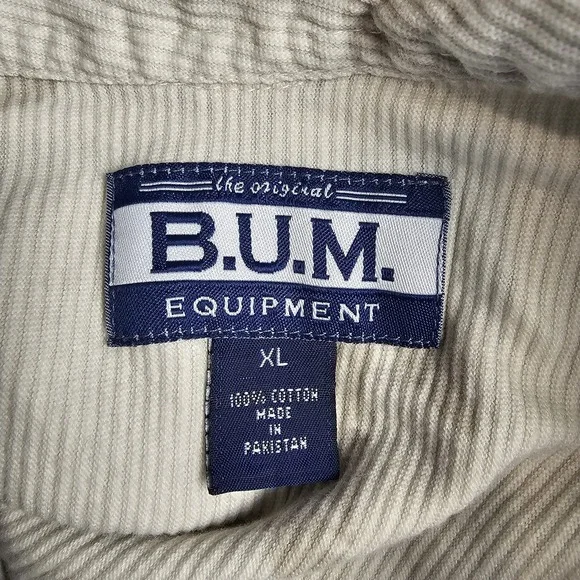 the original
B.U.M.
EQUIPMENT
XL
100% COTTON
MADE
IN
PAKISTAN